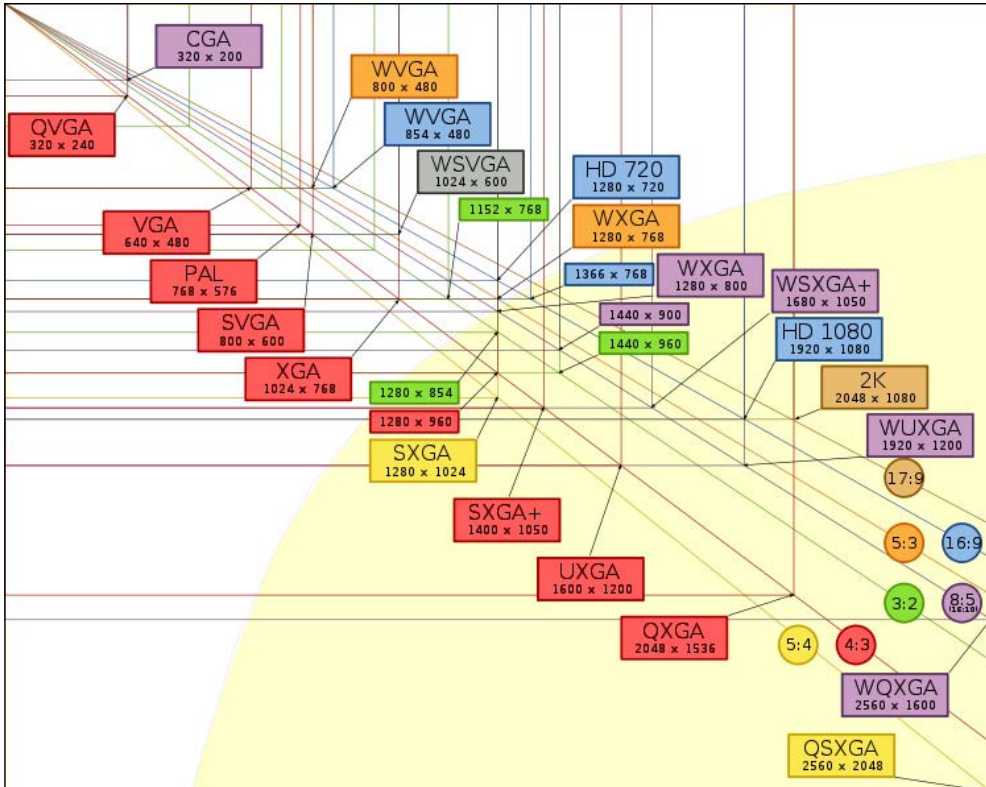 CGA
320 × 200
WVGA
800 × 480
QVGA
320 × 240
WVGA
854 × 480
WSVGA
1024 × 600
HD 720
1280 × 720
1152 × 768
VGA
640 × 480
WXGA
1280 × 768
PAL
768 × 576
1366 × 768
WXGA
1280 × 800
WSXGA+
1680 × 1050
SVGA
800 × 600
1440 × 900
HD 1080
1920 × 1080
1440 × 960
XGA
1024 × 768
1280 × 854
2K
2048 × 1080
1280 × 960
WUXGA
1920 × 1200
SXGA
1280 × 1024
17:9
SXGA+
1400 × 1050
5:3
16:9
UXGA
1600 × 1200
3:2
8:5
(16:10)
QXGA
2048 × 1536
5:4
4:3
WQXGA
2560 × 1600
QSXGA
2560 × 2048